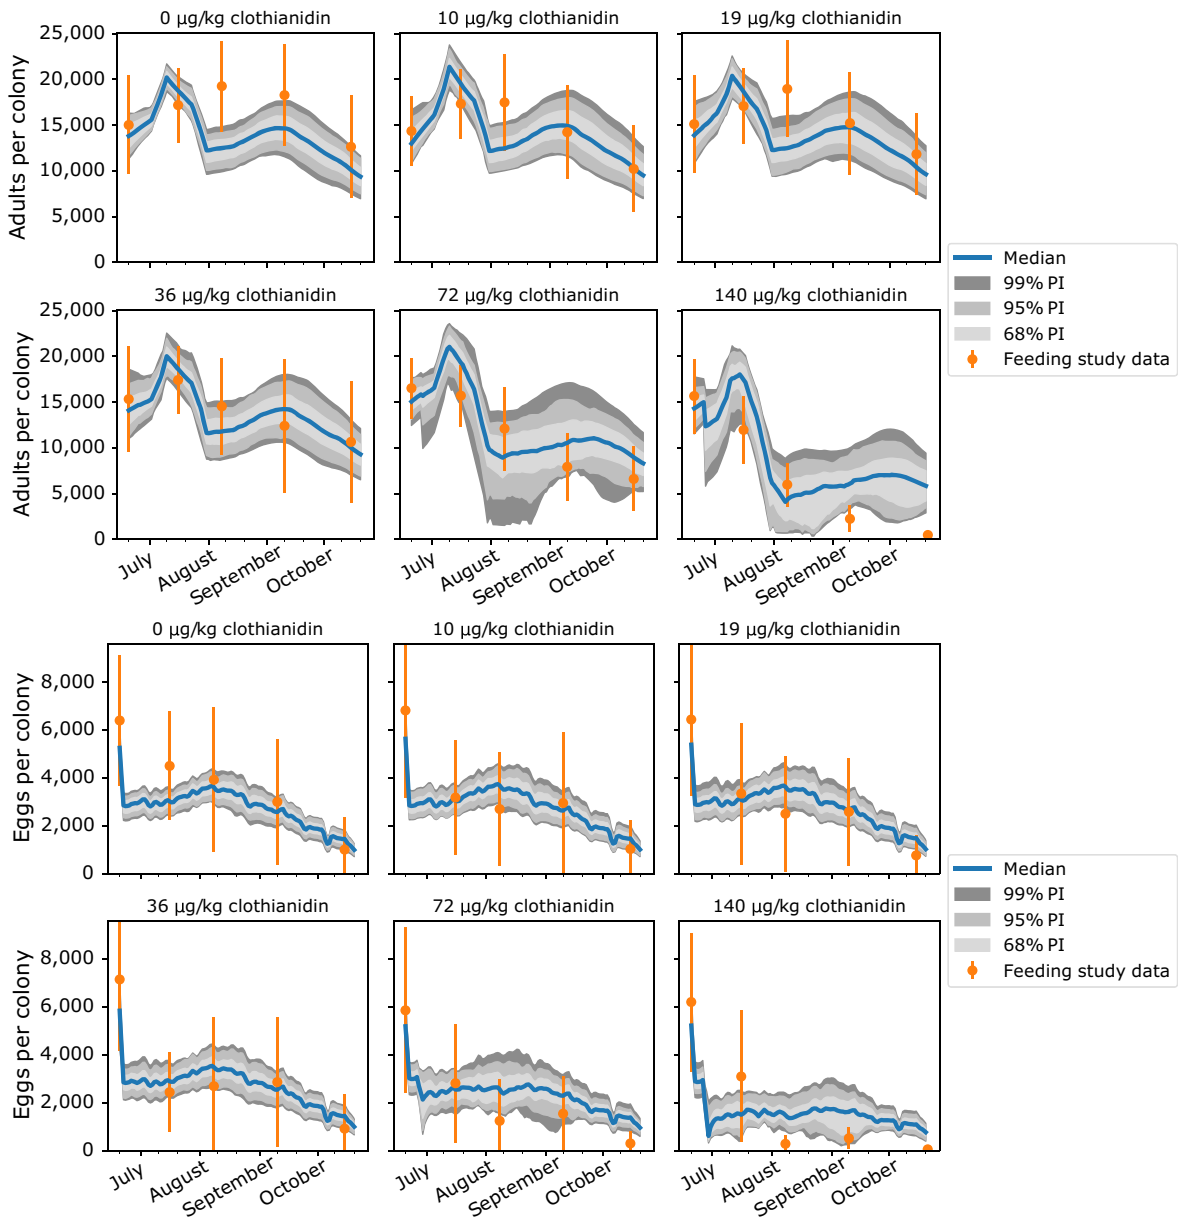 0 µg/kg clothianidin
10 µg/kg clothianidin
19 µg/kg clothianidin
Adults per colony
25,000
20,000
15,000
10,000
5,000
0
36 µg/kg clothianidin
72 µg/kg clothianidin
140 µg/kg clothianidin
Adults per colony
25,000
20,000
15,000
10,000
5,000
0
July
August
September
October
July
August
September
October
July
August
September
October
Median
99% PI
95% PI
68% PI
Feeding study data
0 µg/kg clothianidin
10 µg/kg clothianidin
19 µg/kg clothianidin
Eggs per colony
8,000
6,000
4,000
2,000
0
36 µg/kg clothianidin
72 µg/kg clothianidin
140 µg/kg clothianidin
Eggs per colony
8,000
6,000
4,000
2,000
0
July
August
September
October
July
August
September
October
July
August
September
October
Median
99% PI
95% PI
68% PI
Feeding study data